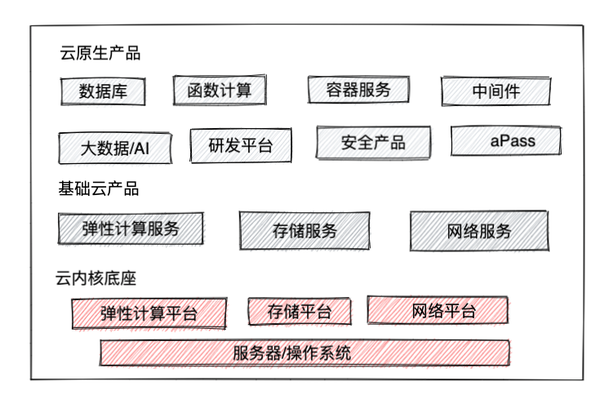 云原生产品
数据库 函数计算 容器服务 中间件
大数据/AI 研发平台 安全产品 aPass
基础云产品
弹性计算服务 存储服务 网络服务
云内核底座
弹性计算平台 存储平台 网络平台
服务器/操作系统